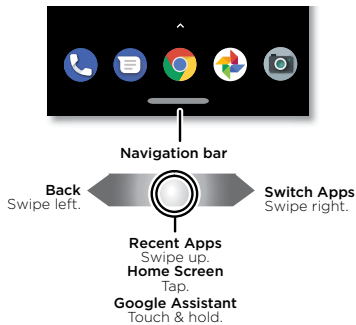 Navigation bar
Back
Swipe left.
Switch Apps
Swipe right.
Recent Apps
Swipe up.
Home Screen
Tap.
Google Assistant
Touch & hold.